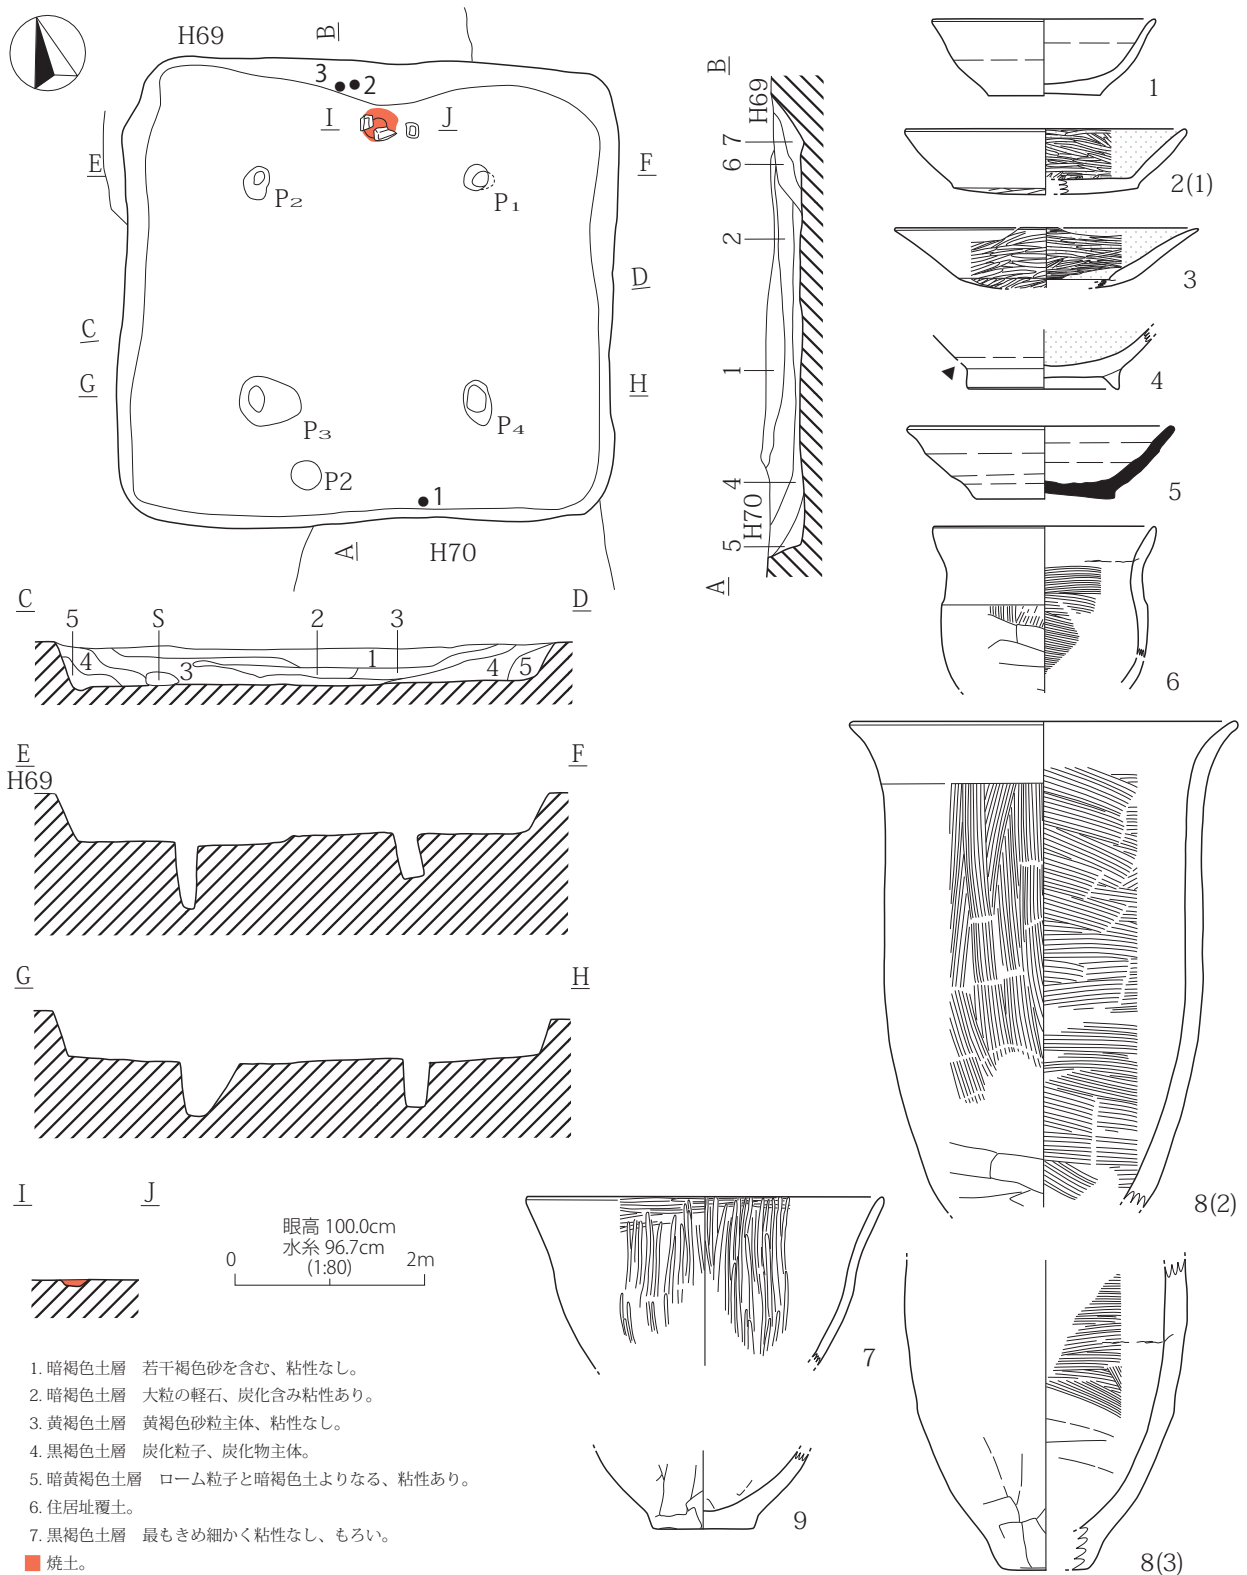 H69
B
3
2
I
J
E
F
P2
P1
D
C
G
H
P3
P4
P2
1
A
H70
B
H69
7
6
2
1
4
H70
5
A
C
D
5
S
2
3
4
3
1
4
5
E
F
H69
G
H
I
J
眼高 100.0cm
水糸 96.7cm
(1:80)
0
2m
1. 暗褐色土層 若干褐色砂を含む、粘性なし。
2. 暗褐色土層 大粒の軽石、炭化含み粘性あり。
3. 黄褐色土層 黄褐色砂粒主体、粘性なし。
4. 黒褐色土層 炭化粒子、炭化物主体。
5. 暗黄褐色土層 ローム粒子と暗褐色土よりなる、粘性あり。
6. 住居址覆土。
7. 黒褐色土層 最もきめ細かく粘性なし、もろい。
焼土。
1
2(1)
3
4
5
6
8(2)
7
9
8(3)